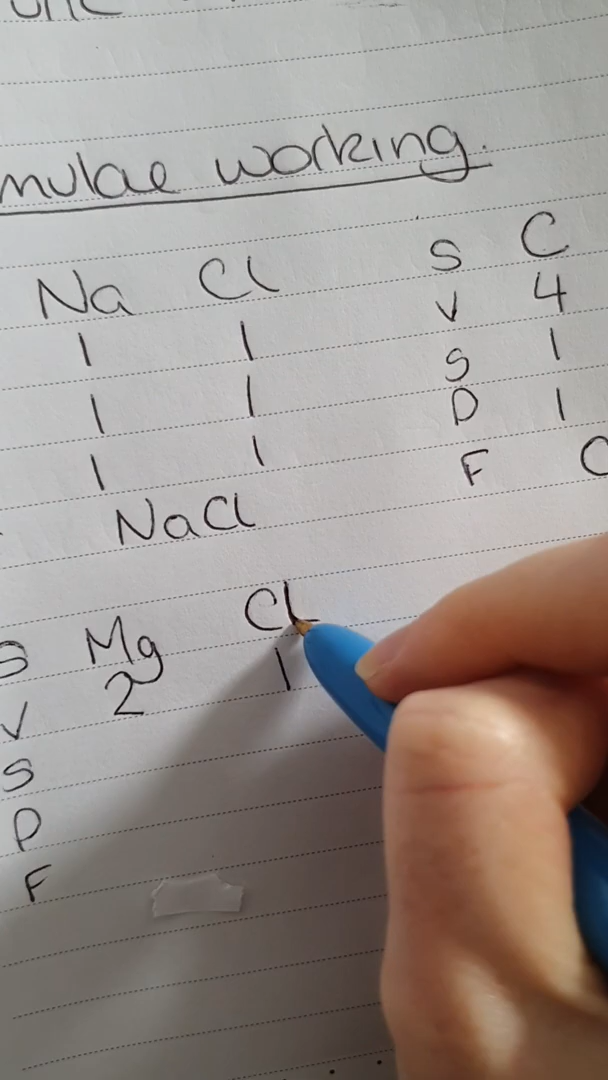 mulae working.
Na Cl S C
1 1 V 4
1 1 S 1
1 1 D 1
NaCl F C
S Mg Cl
V 2 1
S
D
F